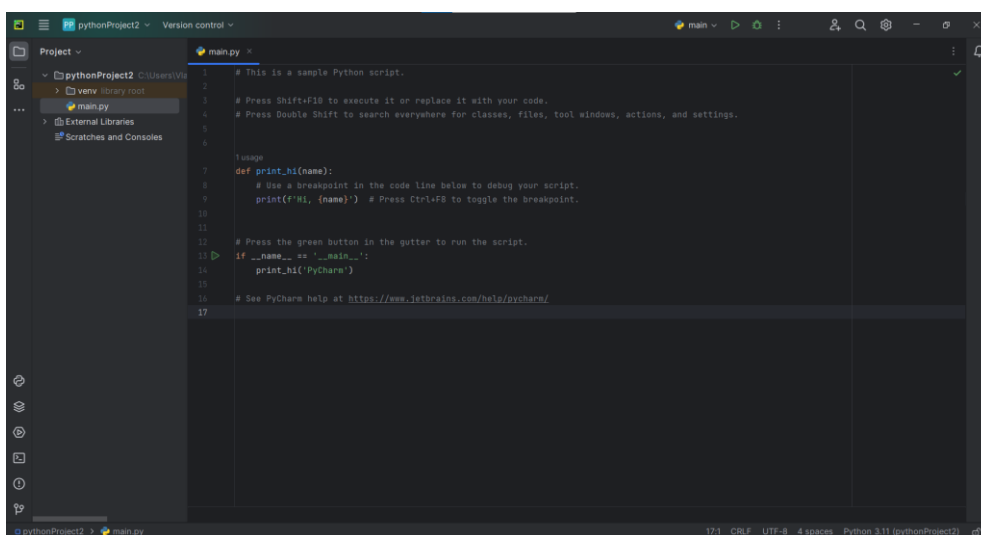 PP pythonProject2 Version control main
Project
main.py
pythonProject2 C:\Users\Vle
venv library root
main.py
External Libraries
Scratches and Consoles
1 # This is a sample Python script.
2
3 # Press Shift+F10 to execute it or replace it with your code.
4 # Press Double Shift to search everywhere for classes, files, tool windows, actions, and settings.
5
6
1 usage
7 def print_hi(name):
8 # Use a breakpoint in the code line below to debug your script.
9 print(f'Hi, {name}') # Press Ctrl+F8 to toggle the breakpoint.
10
11
12 # Press the green button in the gutter to run the script.
13 if __name__ == '__main__':
14 print_hi('PyCharm')
15
16 # See PyCharm help at https://www.jetbrains.com/help/pycharm/
17
pythonProject2 > main.py 17:1 CRLF UTF-8 4 spaces Python 3.11 (pythonProject2)